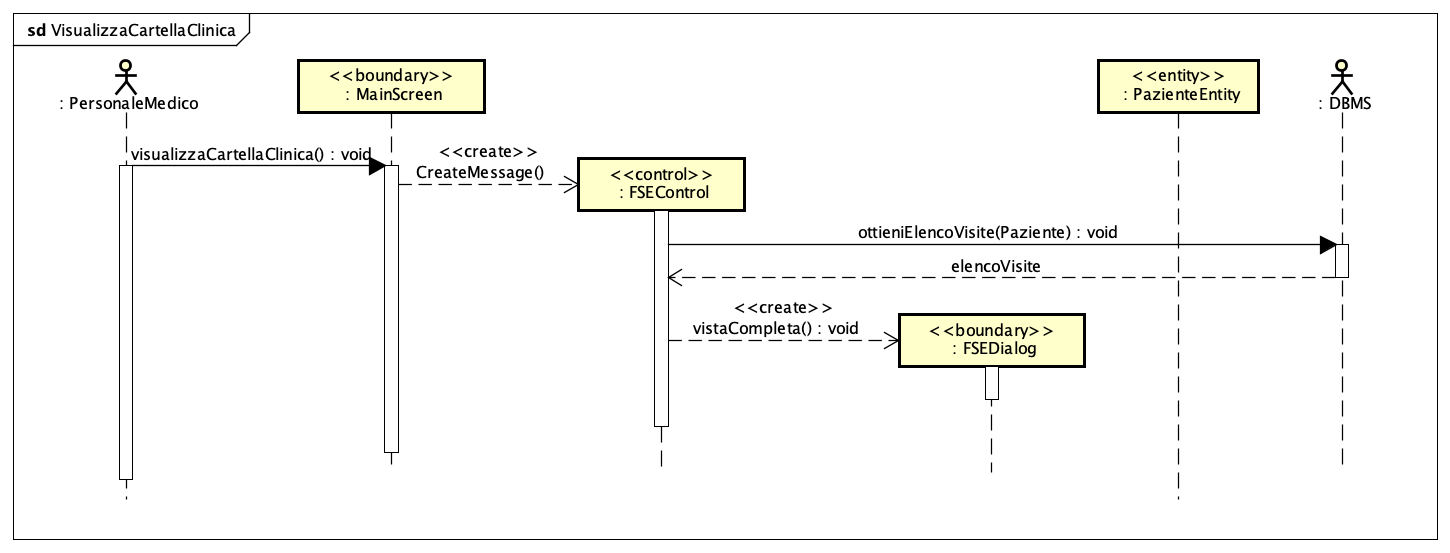 sd VisualizzaCartellaClinica
<<boundary>>
: MainScreen
<<entity>>
: PazienteEntity
: PersonaleMedico
: DBMS
visualizzaCartellaClinica() : void
<<create>>
CreateMessage()
<<control>>
: FSEControl
ottieniElencoVisite(Paziente) : void
elencoVisite
<<create>>
vistaCompleta() : void
<<boundary>>
: FSEDialog